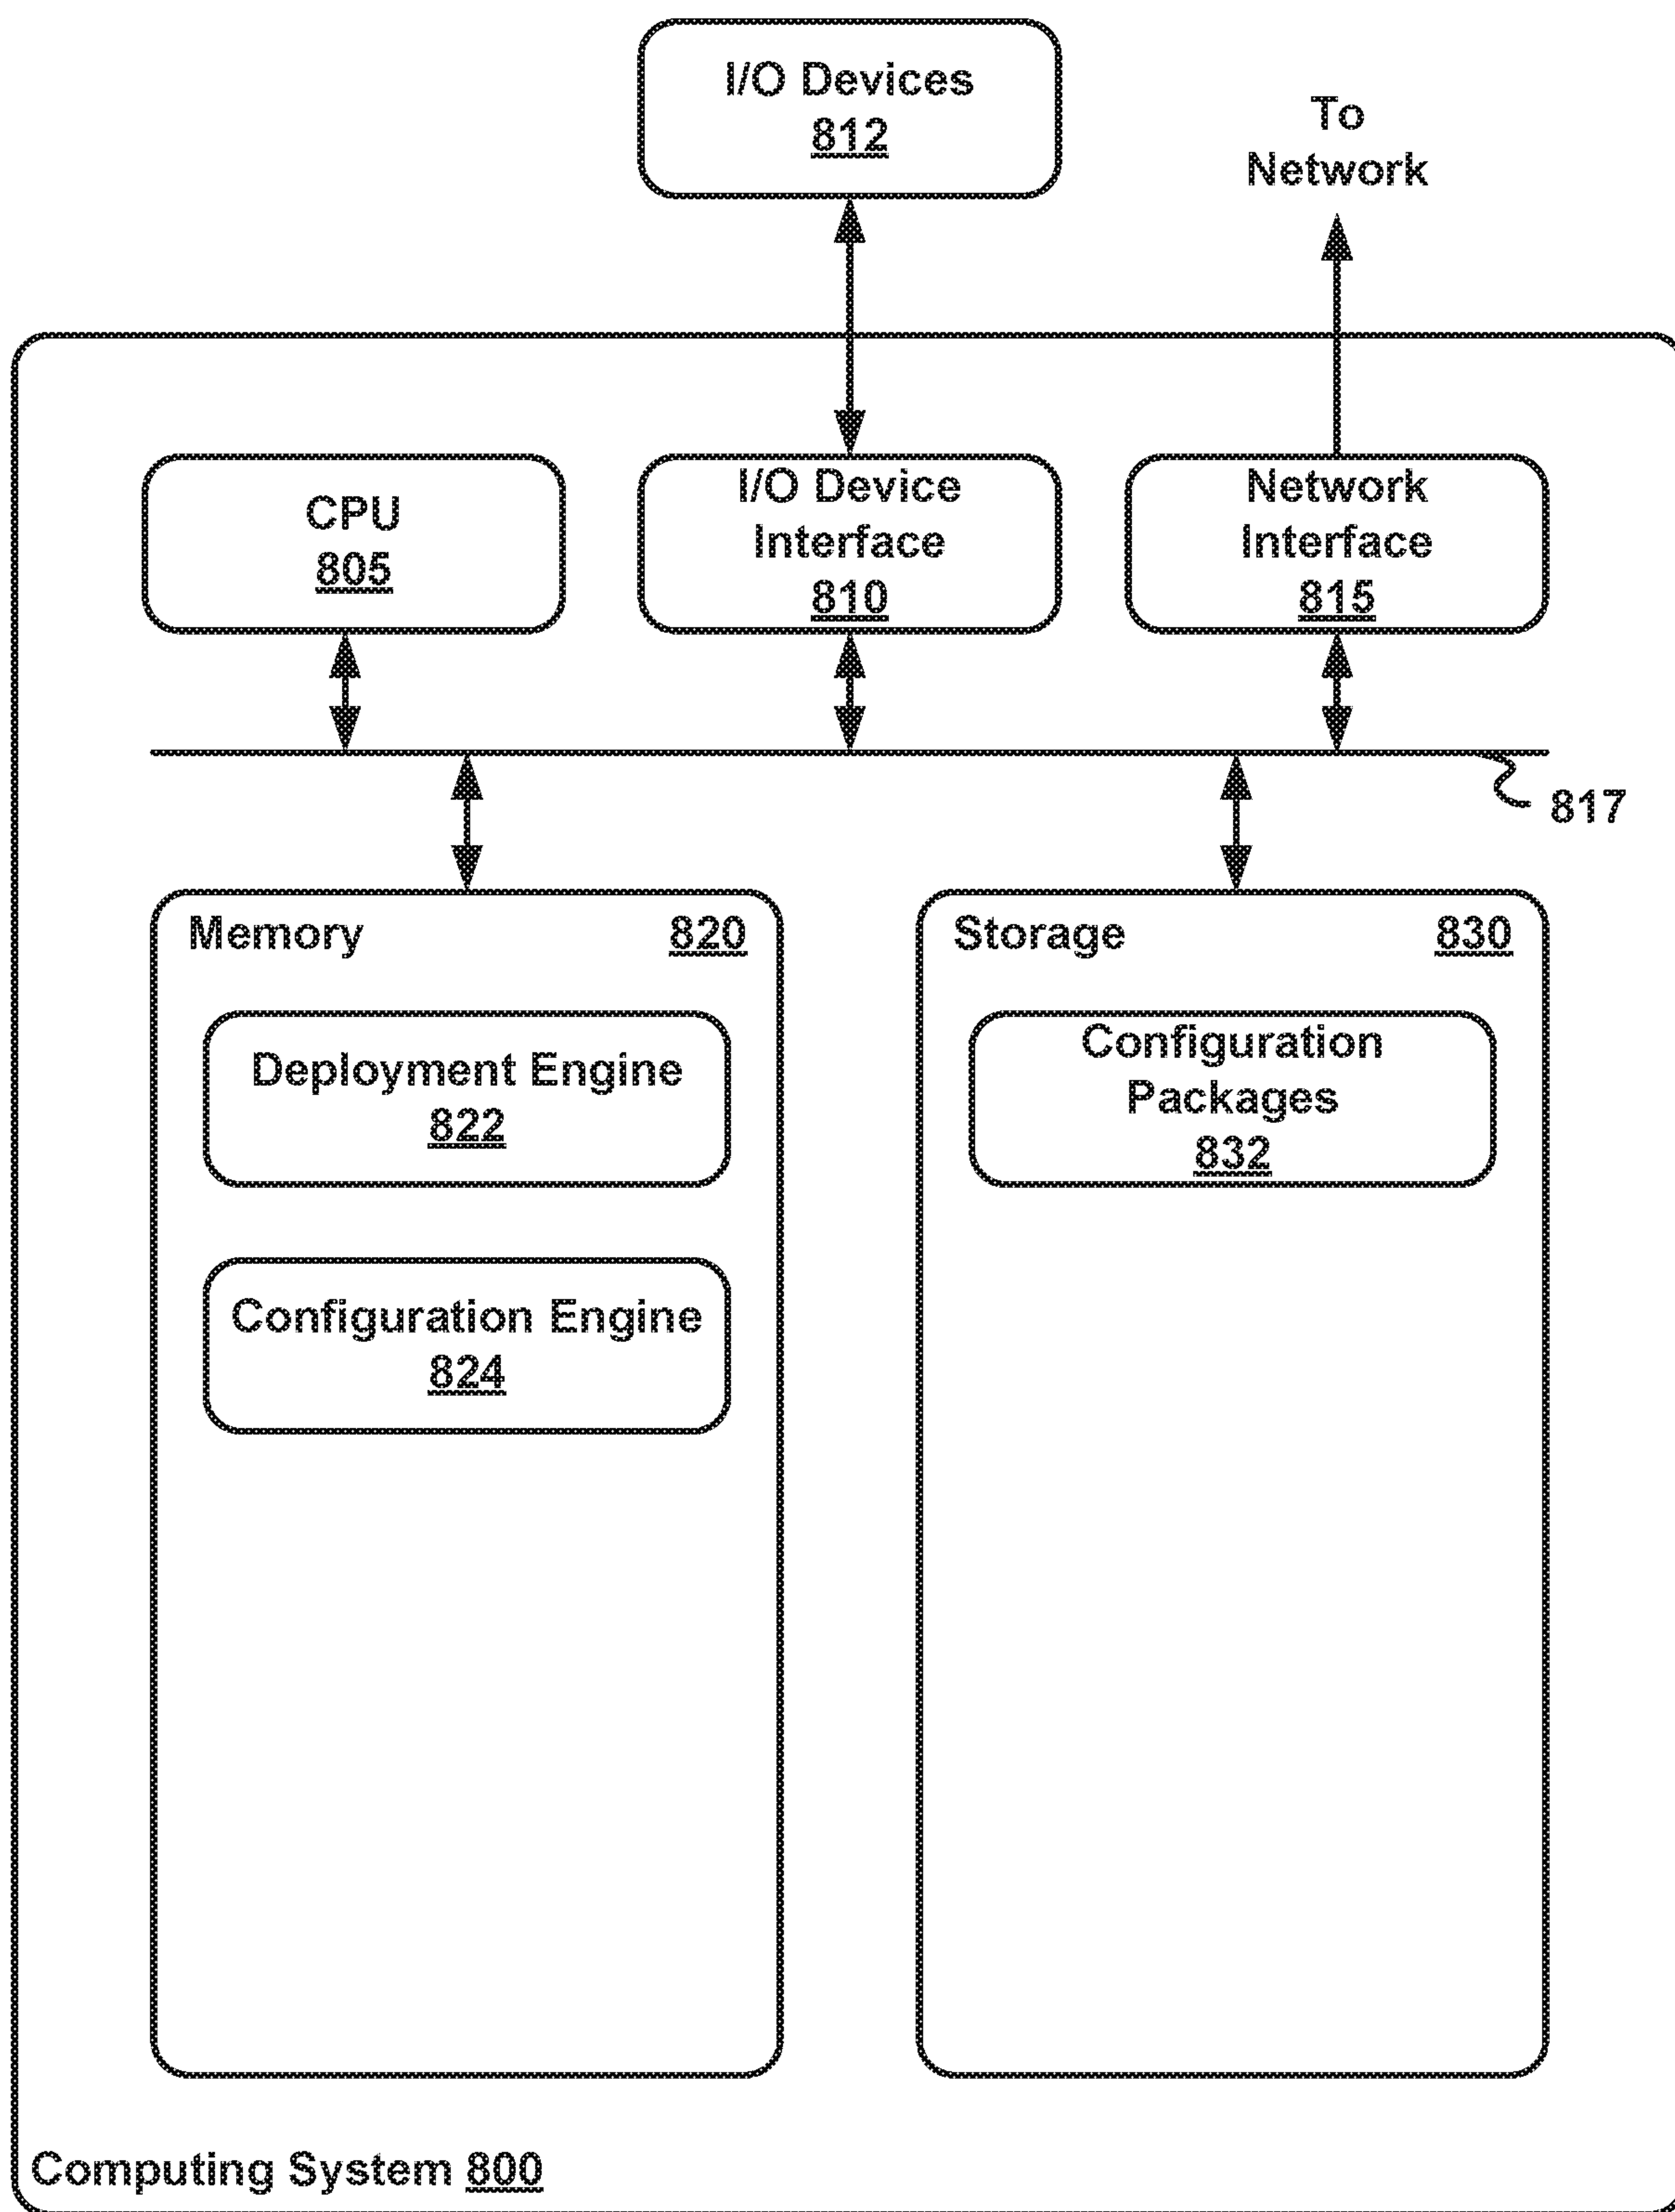 I/O Devices
812
To
Network
CPU
805
I/O Device
Interface
810
Network
Interface
815
817
Memory
820
Storage
830
Deployment Engine
822
Configuration
Packages
832
Configuration Engine
824
Computing System 800